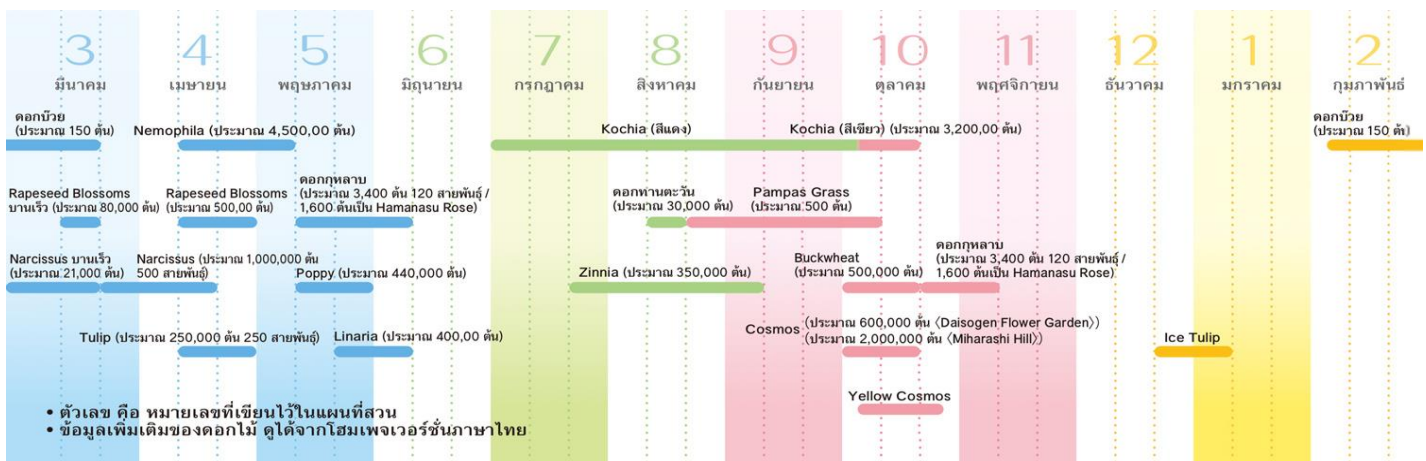 3 4 5 6 7 8 9 10 11 12 1 2
มีนาคม เมษายน พฤษภาคม มิถุนายน กรกฎาคม สิงหาคม กันยายน ตุลาคม พฤศจิกายน ธันวาคม มกราคม กุมภาพันธ์
ดอกบ๊วย
(ประมาณ 150 ต้น)
Nemophila (ประมาณ 4,500,00 ต้น)
Kochia (สีแดง)
Kochia (สีเขียว) (ประมาณ 3,200,00 ต้น)
ดอกบ๊วย
(ประมาณ 150 ต้น)
Rapeseed Blossoms
บานเร็ว (ประมาณ 80,000 ต้น)
Rapeseed Blossoms
(ประมาณ 500,00 ต้น)
ดอกกุหลาบ
(ประมาณ 3,400 ต้น 120 สายพันธุ์ /
1,600 ต้นเป็น Hamanasu Rose)
ดอกทานตะวัน
(ประมาณ 30,000 ต้น)
Pampas Grass
(ประมาณ 500 ต้น)
Narcissus บานเร็ว
(ประมาณ 21,000 ต้น)
Narcissus (ประมาณ 1,000,000 ต้น
500 สายพันธุ์)
Poppy (ประมาณ 440,000 ต้น)
Zinnia (ประมาณ 350,000 ต้น)
Buckwheat
(ประมาณ 500,000 ต้น)
ดอกกุหลาบ
(ประมาณ 3,400 ต้น 120 สายพันธุ์ /
1,600 ต้นเป็น Hamanasu Rose)
Tulip (ประมาณ 250,000 ต้น 250 สายพันธุ์)
Linaria (ประมาณ 400,00 ต้น)
Cosmos (ประมาณ 600,000 ต้น 〈Daisogen Flower Garden〉)
(ประมาณ 2,000,000 ต้น 〈Miharashi Hill〉)
Ice Tulip
Yellow Cosmos
• ตัวเลข คือ หมายเลขที่เขียนไว้ในแผนที่สวน
• ข้อมูลเพิ่มเติมของดอกไม้ ดูได้จากโฮมเพจเวอร์ชั่นภาษาไทย